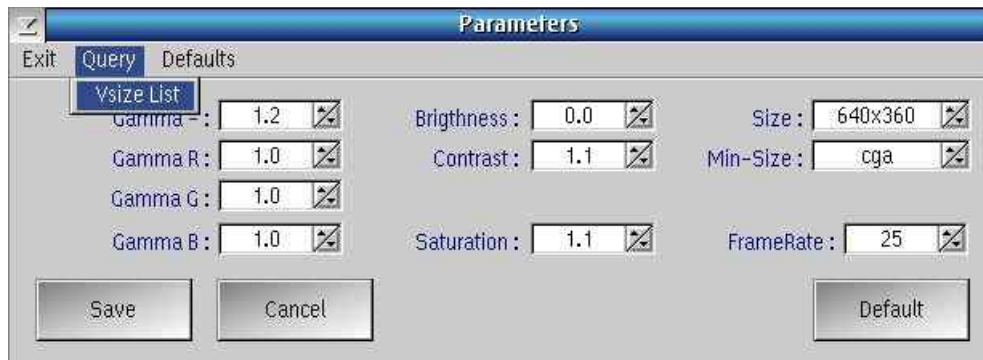 Parameters
Exit Query Defaults
Vsize List
Gamma - : 1.2 Brigthness : 0.0 Size : 640x360
Gamma R : 1.0 Contrast : 1.1 Min-Size : cga
Gamma G : 1.0
Gamma B : 1.0 Saturation : 1.1 FrameRate : 25
Save Cancel Default